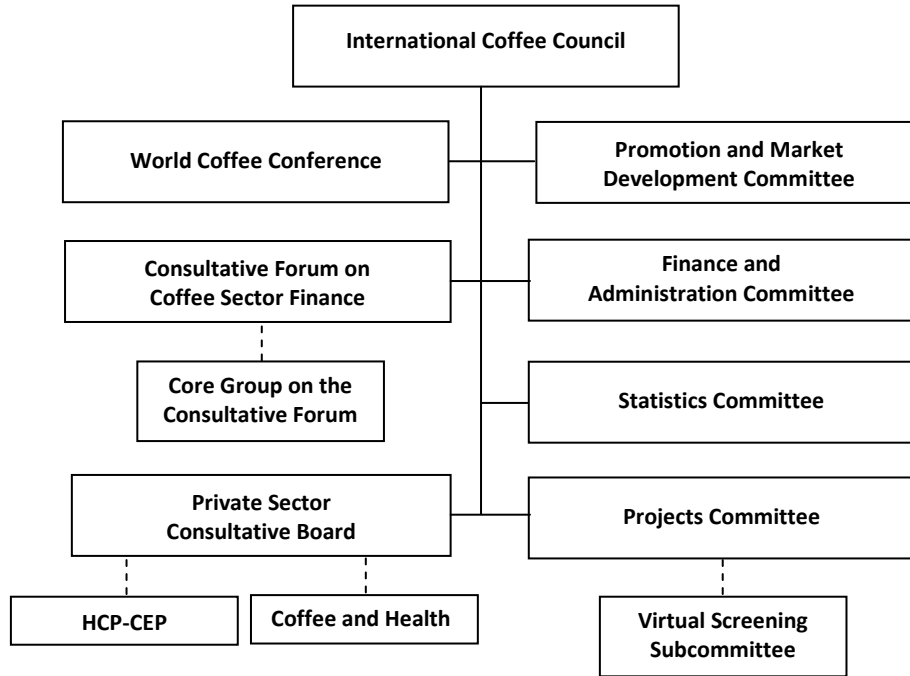 International Coffee Council
World Coffee Conference
Promotion and Market
Development Committee
Consultative Forum on
Coffee Sector Finance
Finance and
Administration Committee
Core Group on the
Consultative Forum
Statistics Committee
Private Sector
Consultative Board
Projects Committee
HCP-CEP
Coffee and Health
Virtual Screening
Subcommittee